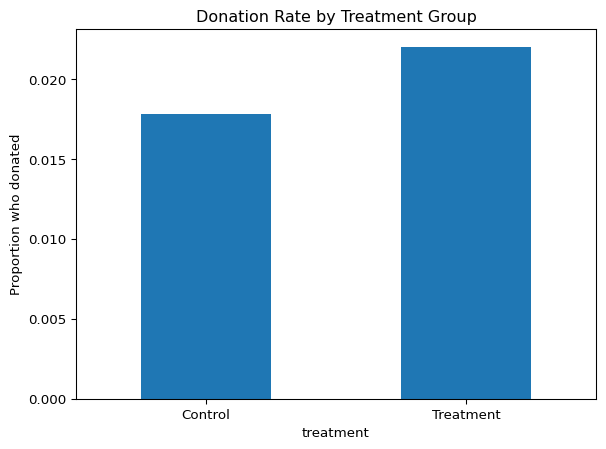 Donation Rate by Treatment Group
Proportion who donated
0.020
0.015
0.010
0.005
0.000
Control Treatment
treatment